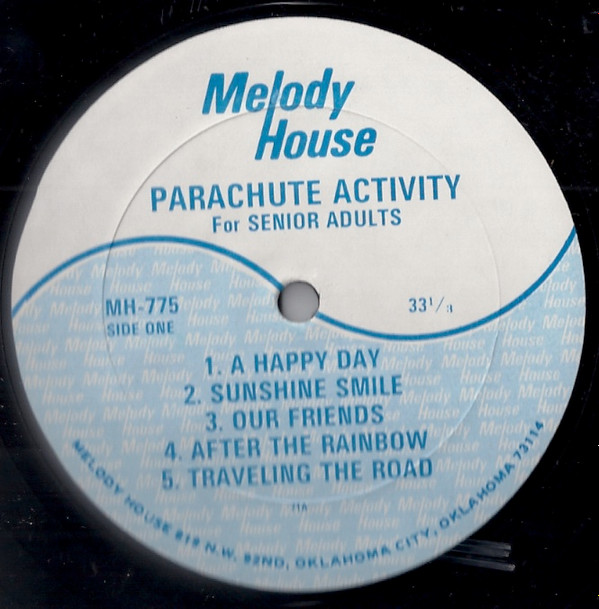 Melody
House
PARACHUTE ACTIVITY
For SENIOR ADULTS
MH-775
33 1/3
SIDE ONE
1. A HAPPY DAY
2. SUNSHINE SMILE
3. OUR FRIENDS
4. AFTER THE RAINBOW
5. TRAVELING THE ROAD
MELODY HOUSE 819 N.W. 92ND, OKLAHOMA CITY, OKLAHOMA 73114